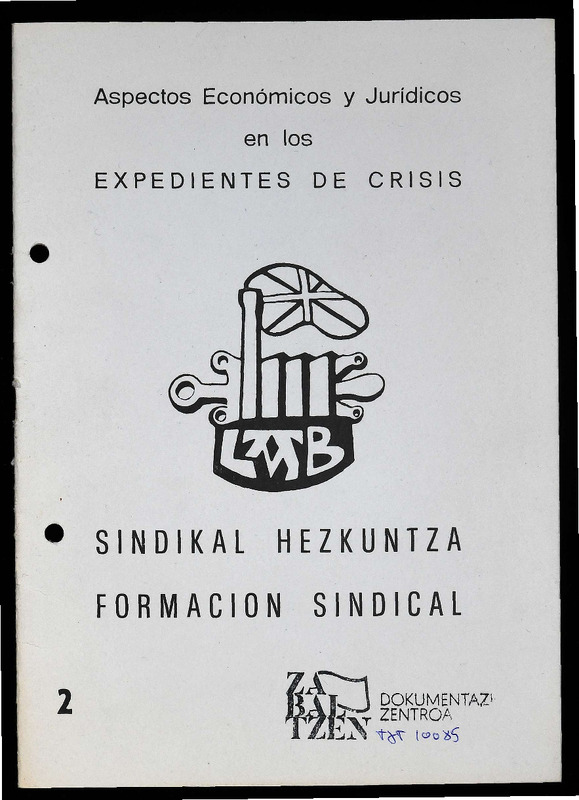 Aspectos Económicos y Jurídicos
en los
EXPEDIENTES DE CRISIS
LAB
SINDIKAL HEZKUNTZA
FORMACION SINDICAL
2
ZA
BAL
TZEN
DOKUMENTAZI
ZENTROA
10085